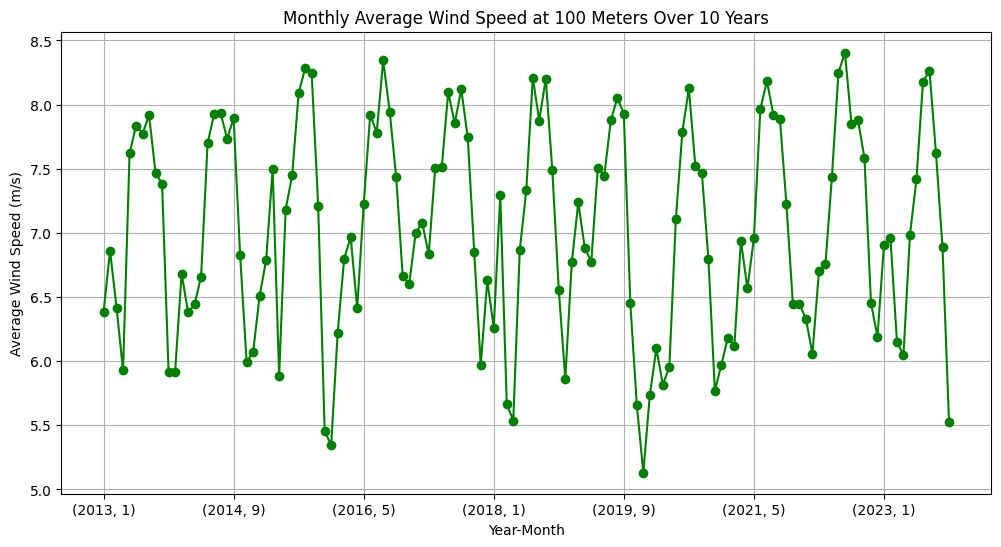 Monthly Average Wind Speed at 100 Meters Over 10 Years
8.5
8.0
7.5
7.0
6.5
6.0
5.5
5.0
Average Wind Speed (m/s)
(2013, 1) (2014, 9) (2016, 5) (2018, 1) (2019, 9) (2021, 5) (2023, 1)
Year-Month